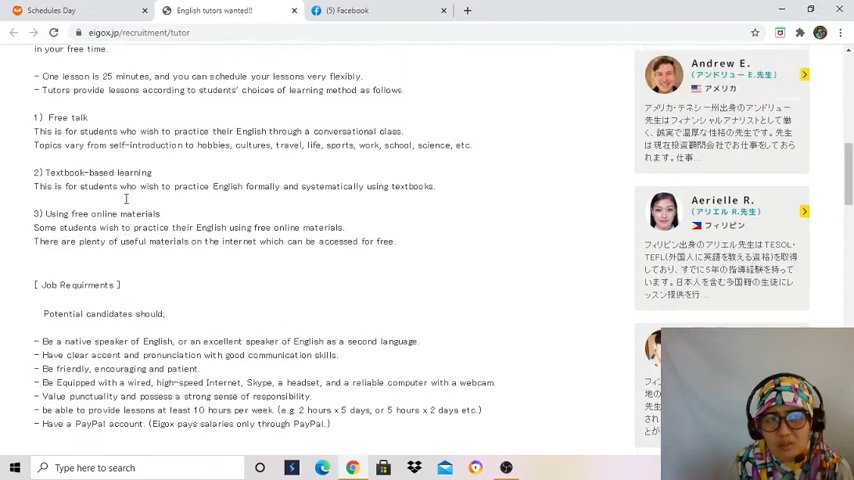 Schedules Day
English tutors wanted!!
Facebook
eigox.jp/recruitment/tutor
in your free time.
- One lesson is 25 minutes, and you can schedule your lessons very flexibly.
- Tutors provide lessons according to students' choices of learning method as follows
1) Free talk
This is for students who wish to practice their English through a conversational class.
Topics vary from self-introduction to hobbies, cultures, travel, life, sports, work, school, science, etc.
2) Textbook-based learning
This is for students who wish to practice English formally and systematically using textbooks.
3) Using free online materials
Some students wish to practice their English using free online materials.
There are plenty of useful materials on the internet which can be accessed for free.
[ Job Requirments ]
Potential candidates should;
- Be a native speaker of English, or an excellent speaker of English as a second language.
- Have clear accent and pronunciation with good communication skills.
- Be friendly, encouraging and patient.
- Be Equipped with a wired, high-speed Internet, Skype, a headset, and a reliable computer with a webcam.
- Value punctuality and possess a strong sense of responsibility.
- be able to provide lessons at least 10 hours per week. (e.g. 2 hours x 5 days, or 5 hours x 2 days etc.)
- Have a PayPal account. (Eigox pays salaries only through PayPal.)
Andrew E.
(アンドリュー E.先生)
アメリカ
アメリカ・テネシー州出身のアンドリュー
先生はフィナンシャルアナリストとして働
く、誠実で温厚な性格の先生です。先生
は現在投資顧問会社でお仕事をしてお
られます。仕事...
Aerielle R.
(アリエル R.先生)
フィリピン
フィリピン出身のアリエル先生はTESOL・
TEFL(外国人に英語を教える資格)を取得
しており、すでに5年の指導経験を持って
います。日本人を含む多国籍の生徒にレ
ッスン提供を行...
Type here to search